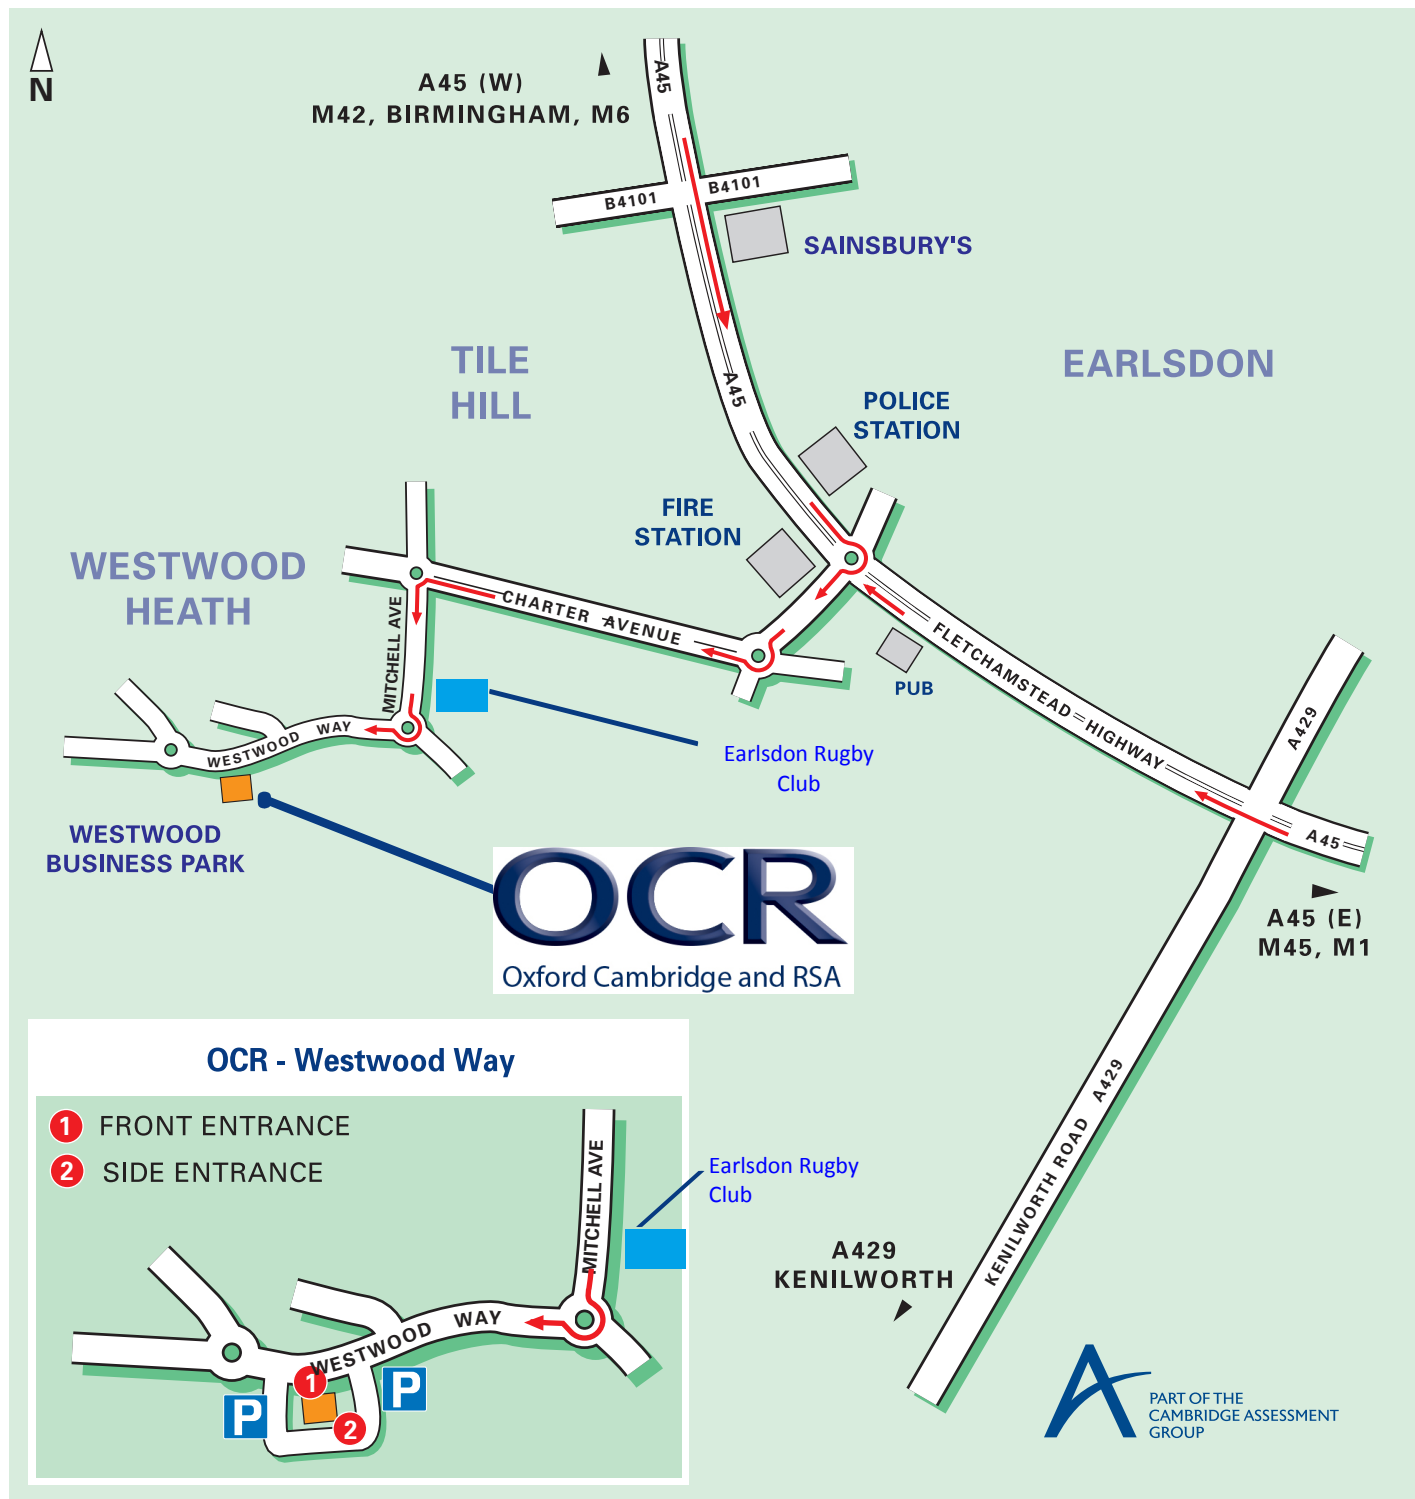 N
A45 (W)
M42, BIRMINGHAM, M6
A45
B4101
B4101
SAINSBURY'S
TILE
HILL
EARLSDON
A45
POLICE
STATION
FIRE
STATION
WESTWOOD
HEATH
CHARTER AVENUE
MITCHELL AVE
FLETCHAMSTEAD HIGHWAY
PUB
A429
WESTWOOD WAY
Earlsdon Rugby
Club
WESTWOOD
BUSINESS PARK
A45
OCR
Oxford Cambridge and RSA
A45 (E)
M45, M1
OCR - Westwood Way
1 FRONT ENTRANCE
2 SIDE ENTRANCE
MITCHELL AVE
Earlsdon Rugby
Club
KENILWORTH ROAD A429
A429
KENILWORTH
WESTWOOD WAY
1
P
P
2
PART OF THE
CAMBRIDGE ASSESSMENT
GROUP